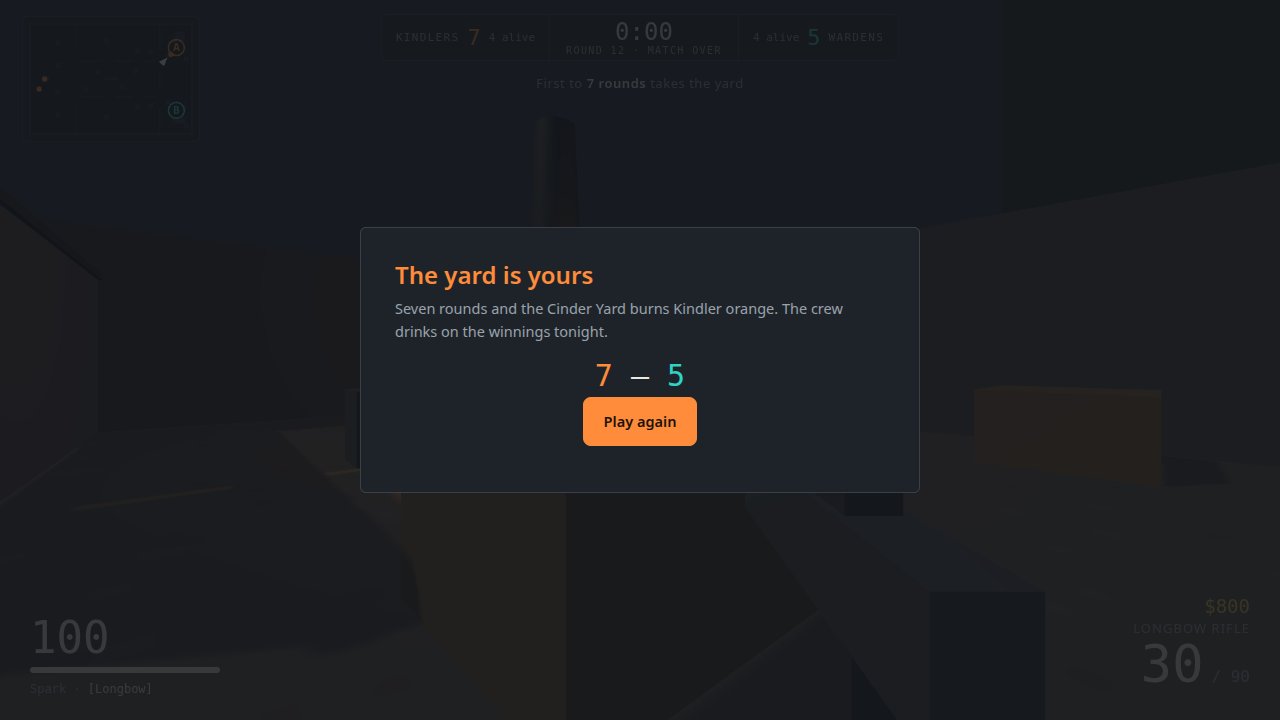 A
B
KINDLERS 7 4 alive
0:00
ROUND 12 · MATCH OVER
4 alive 5 WARDENS
First to 7 rounds takes the yard
The yard is yours
Seven rounds and the Cinder Yard burns Kindler orange. The crew
drinks on the winnings tonight.
7 — 5
Play again
100
Spark · [Longbow]
$800
LONGBOW RIFLE
30 / 90